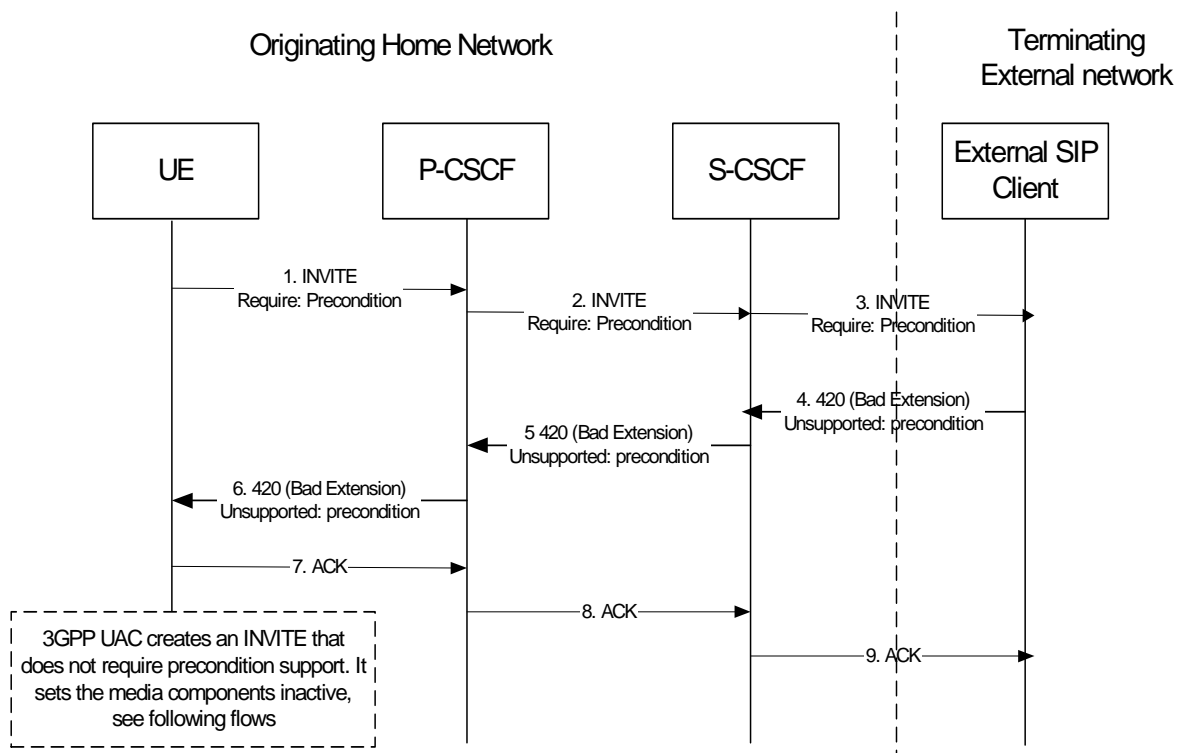 Originating Home Network
Terminating
External network
UE
P-CSCF
S-CSCF
External SIP
Client
1. INVITE
Require: Precondition
2. INVITE
Require: Precondition
3. INVITE
Require: Precondition
4. 420 (Bad Extension)
Unsupported: precondition
5 420 (Bad Extension)
Unsupported: precondition
6. 420 (Bad Extension)
Unsupported: precondition
7. ACK
8. ACK
9. ACK
3GPP UAC creates an INVITE that
does not require precondition support. It
sets the media components inactive,
see following flows